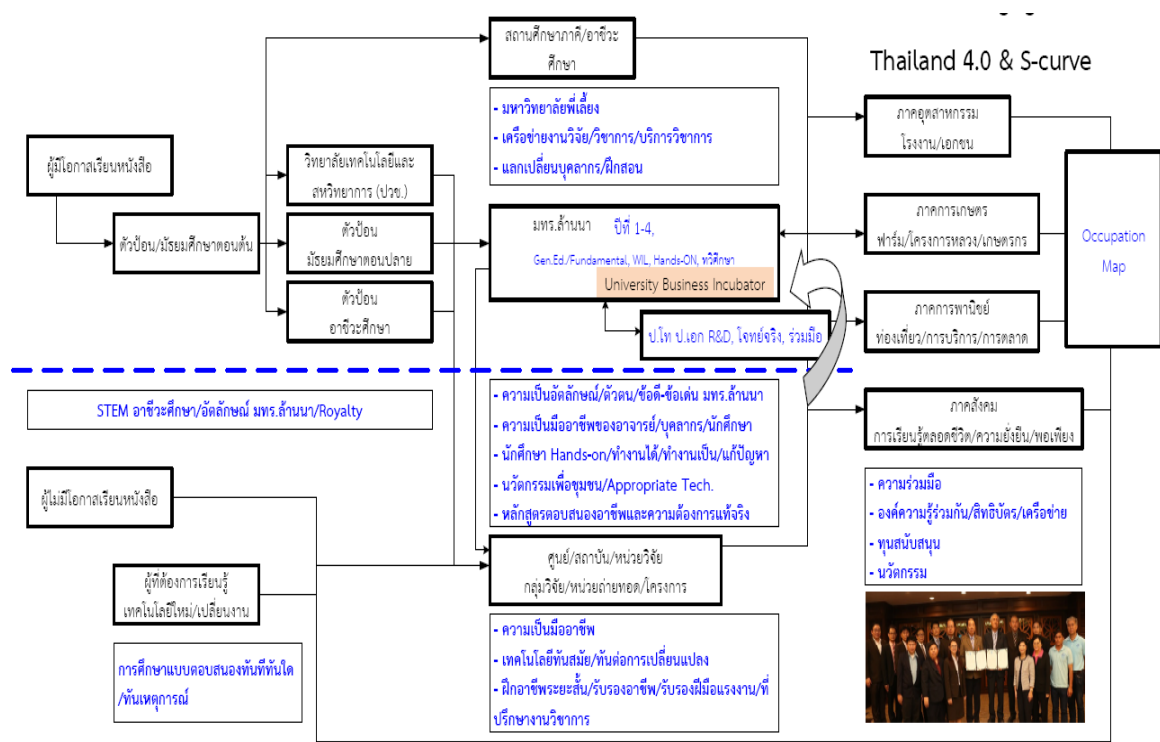 สถานศึกษาภาคี/อาชีวะ
ศึกษา
Thailand 4.0 & S-curve
- มหาวิทยาลัยพี่เลี้ยง
- เครือข่ายงานวิจัย/วิชาการ/บริการวิชาการ
- แลกเปลี่ยนบุคลากร/ฝึกสอน
ภาคอุตสาหกรรม
โรงงาน/เอกชน
ผู้มีโอกาสเรียนหนังสือ
วิทยาลัยเทคโนโลยีและ
สหวิทยาการ (ปวช.)
ตัวป้อน/มัธยมศึกษาตอนต้น
ตัวป้อน
มัธยมศึกษาตอนปลาย
ตัวป้อน
อาชีวะศึกษา
มทร.ล้านนา ปีที่ 1-4,
Gen.Ed./Fundamental, WIL, Hands-ON, ทวิศึกษา
University Business Incubator
ป.โท ป.เอก R&D, โจทย์จริง, ร่วมมือ
ภาคการเกษตร
ฟาร์ม/โครงการหลวง/เกษตรกร
ภาคการพานิชย์
ท่องเที่ยว/การบริการ/การตลาด
Occupation
Map
STEM อาชีวะศึกษา/อัตลักษณ์ มทร.ล้านนา/Royalty
- ความเป็นอัตลักษณ์/ตัวตน/ข้อดี-ข้อเด่น มทร.ล้านนา
- ความเป็นมืออาชีพของอาจารย์/บุคลากร/นักศึกษา
- นักศึกษา Hands-on/ทำงานได้/ทำงานเป็น/แก้ปัญหา
- นวัตกรรมเพื่อชุมชน/Appropriate Tech.
- หลักสูตรตอบสนองอาชีพและความต้องการแท้จริง
ภาคสังคม
การเรียนรู้ตลอดชีวิต/ความยั่งยืน/พอเพียง
ผู้ไม่มีโอกาสเรียนหนังสือ
- ความร่วมมือ
- องค์ความรู้ร่วมกัน/สิทธิบัตร/เครือข่าย
- ทุนสนับสนุน
- นวัตกรรม
ผู้ที่ต้องการเรียนรู้
เทคโนโลยีใหม่/เปลี่ยนงาน
ศูนย์/สถาบัน/หน่วยวิจัย
กลุ่มวิจัย/หน่วยถ่ายทอด/โครงการ
การศึกษาแบบตอบสนองทันทีทันใด
/ทันเหตุการณ์
- ความเป็นมืออาชีพ
- เทคโนโลยีทันสมัย/ทันต่อการเปลี่ยนแปลง
- ฝึกอาชีพระยะสั้น/รับรองอาชีพ/รับรองฝีมือแรงงาน/ที่
ปรึกษางานวิชาการ